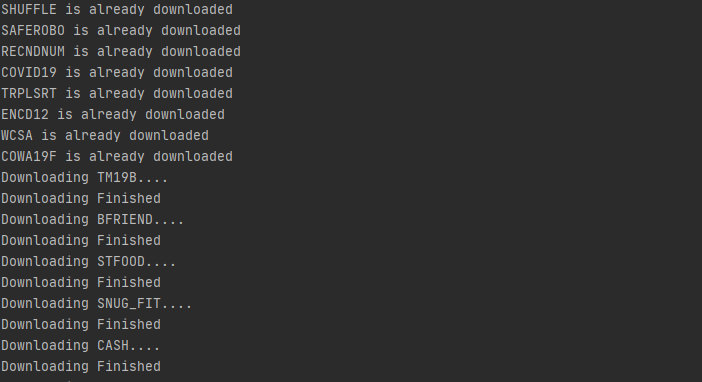 SHUFFLE is already downloaded
SAFEROBO is already downloaded
RECNDNUM is already downloaded
COVID19 is already downloaded
TRPLSRT is already downloaded
ENCD12 is already downloaded
WCSA is already downloaded
COWA19F is already downloaded
Downloading TM19B....
Downloading Finished
Downloading BFRIEND....
Downloading Finished
Downloading STFOOD....
Downloading Finished
Downloading SNUG_FIT....
Downloading Finished
Downloading CASH....
Downloading Finished